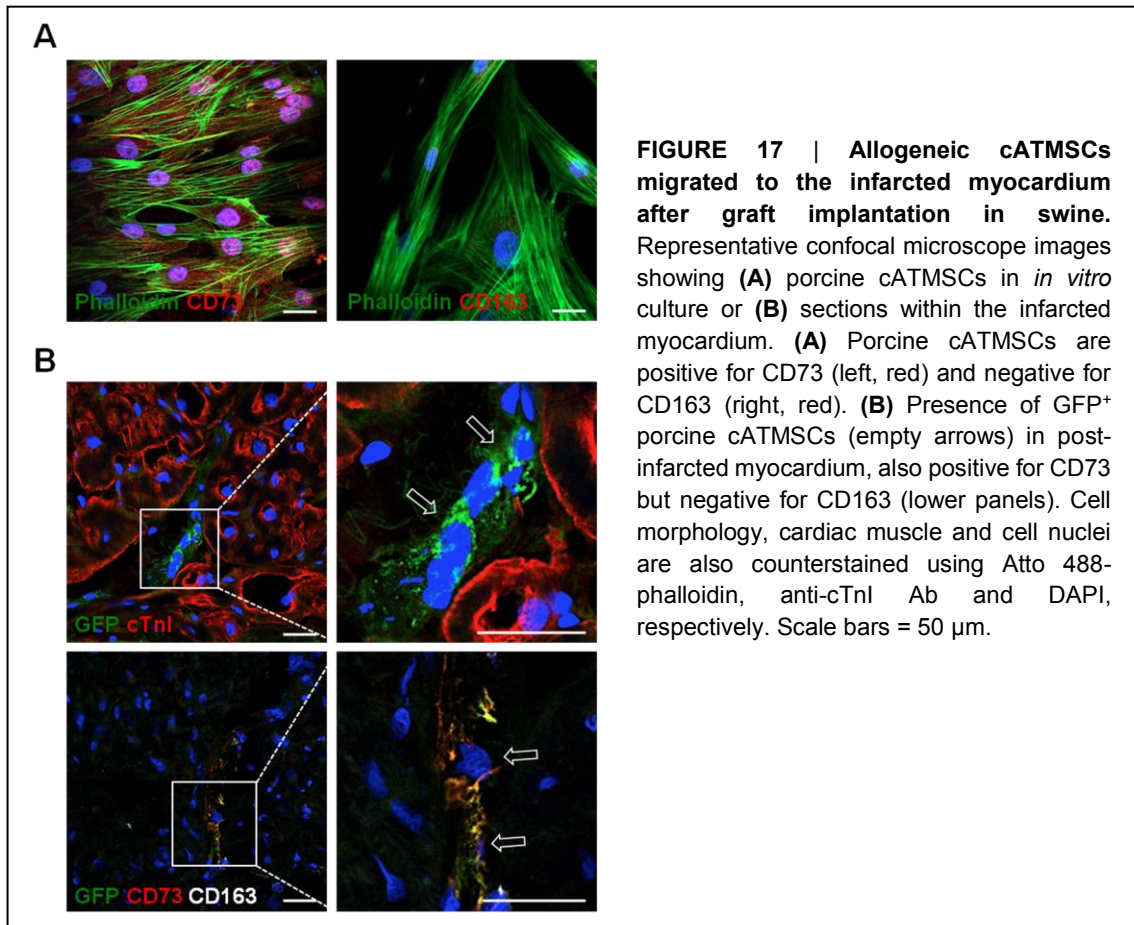 A
Phalloidin CD73
Phalloidin CD163
B
GFP cTnI
GFP CD73 CD163
FIGURE 17 | Allogeneic cATMSCs
migrated to the infarcted myocardium
after graft implantation in swine.
Representative confocal microscope images
showing (A) porcine cATMSCs in in vitro
culture or (B) sections within the infarcted
myocardium. (A) Porcine cATMSCs are
positive for CD73 (left, red) and negative for
CD163 (right, red). (B) Presence of GFP⁺
porcine cATMSCs (empty arrows) in post-
infarcted myocardium, also positive for CD73
but negative for CD163 (lower panels). Cell
morphology, cardiac muscle and cell nuclei
are also counterstained using Atto 488-
phalloidin, anti-cTnI Ab and DAPI,
respectively. Scale bars = 50 µm.